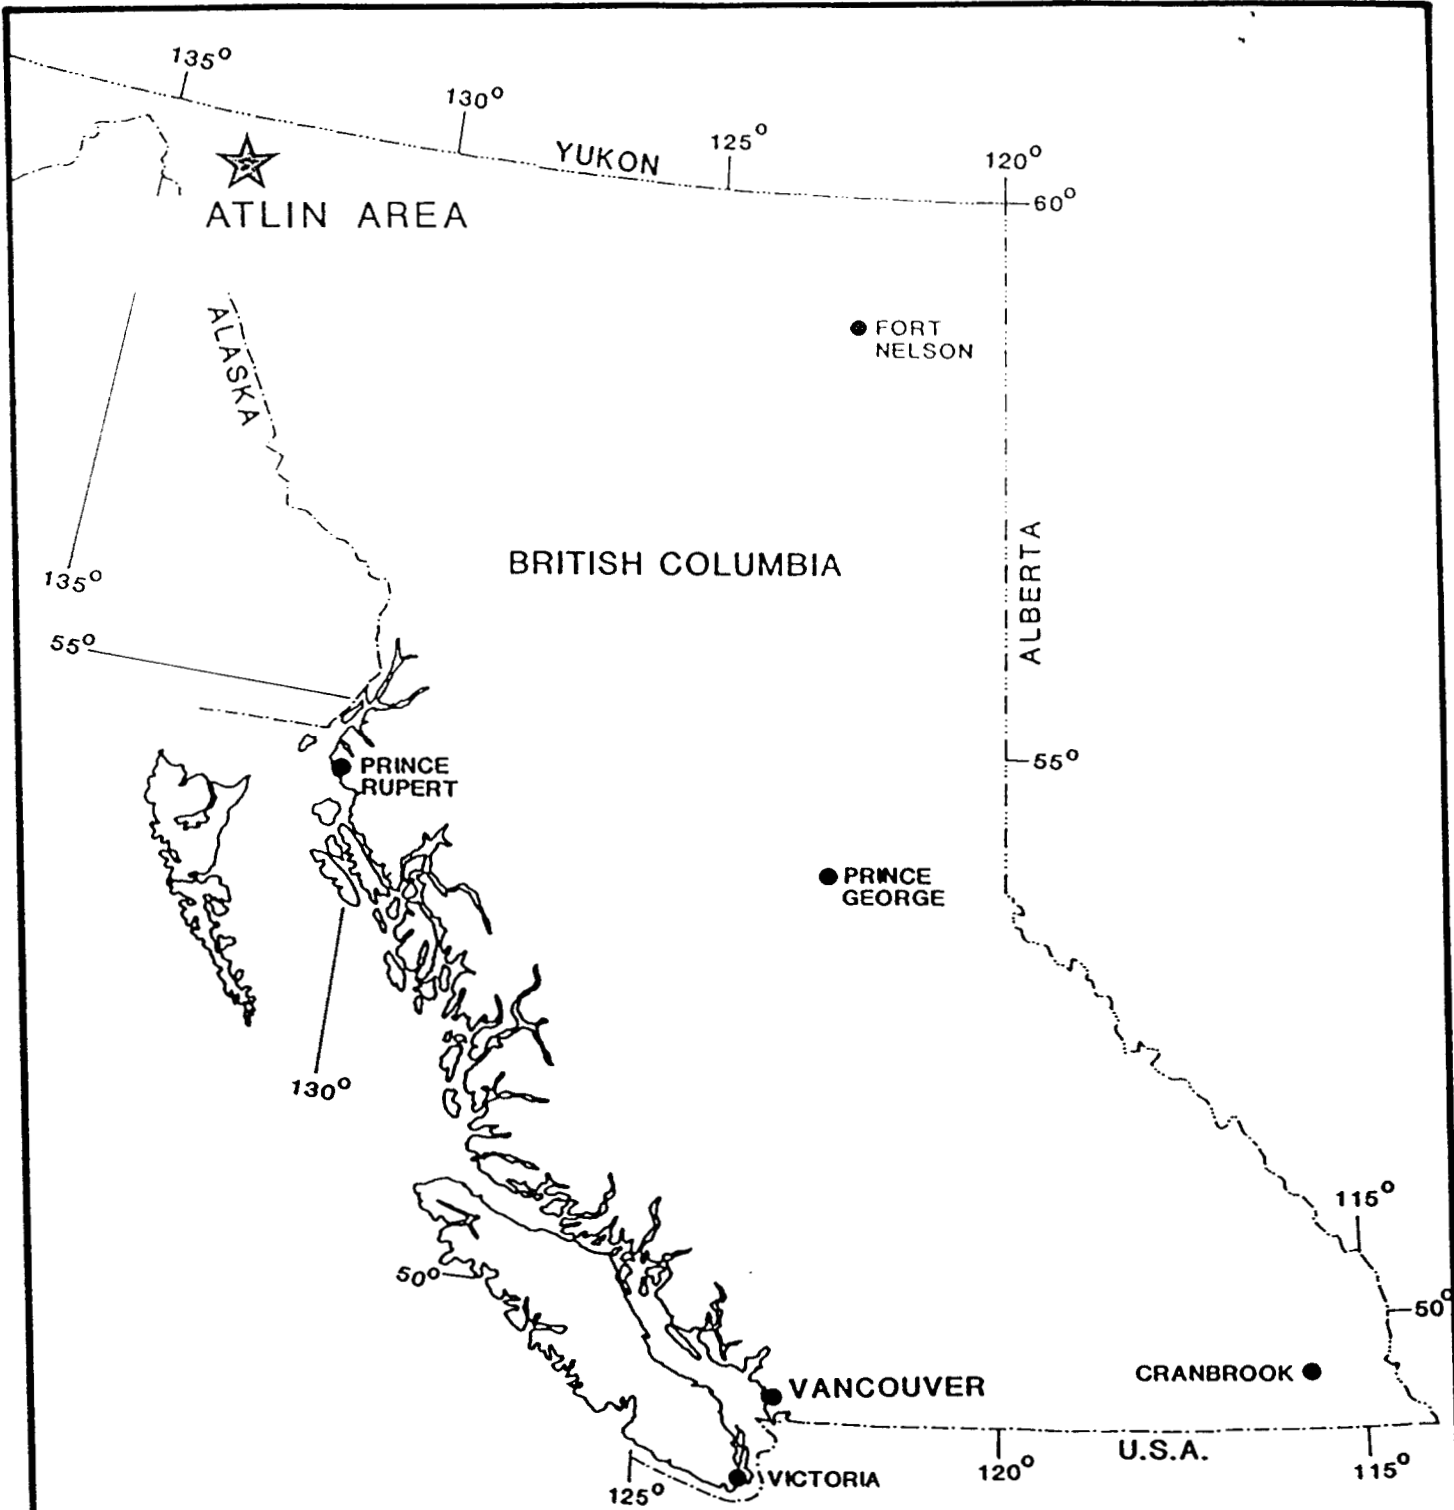 135°
130°
125°
YUKON
120°
60°
ATLIN AREA
ALASKA
FORT
NELSON
BRITISH COLUMBIA
ALBERTA
135°
55°
55°
PRINCE
RUPERT
PRINCE
GEORGE
130°
115°
50°
50°
CRANBROOK
VANCOUVER
U.S.A.
120°
115°
VICTORIA
125°